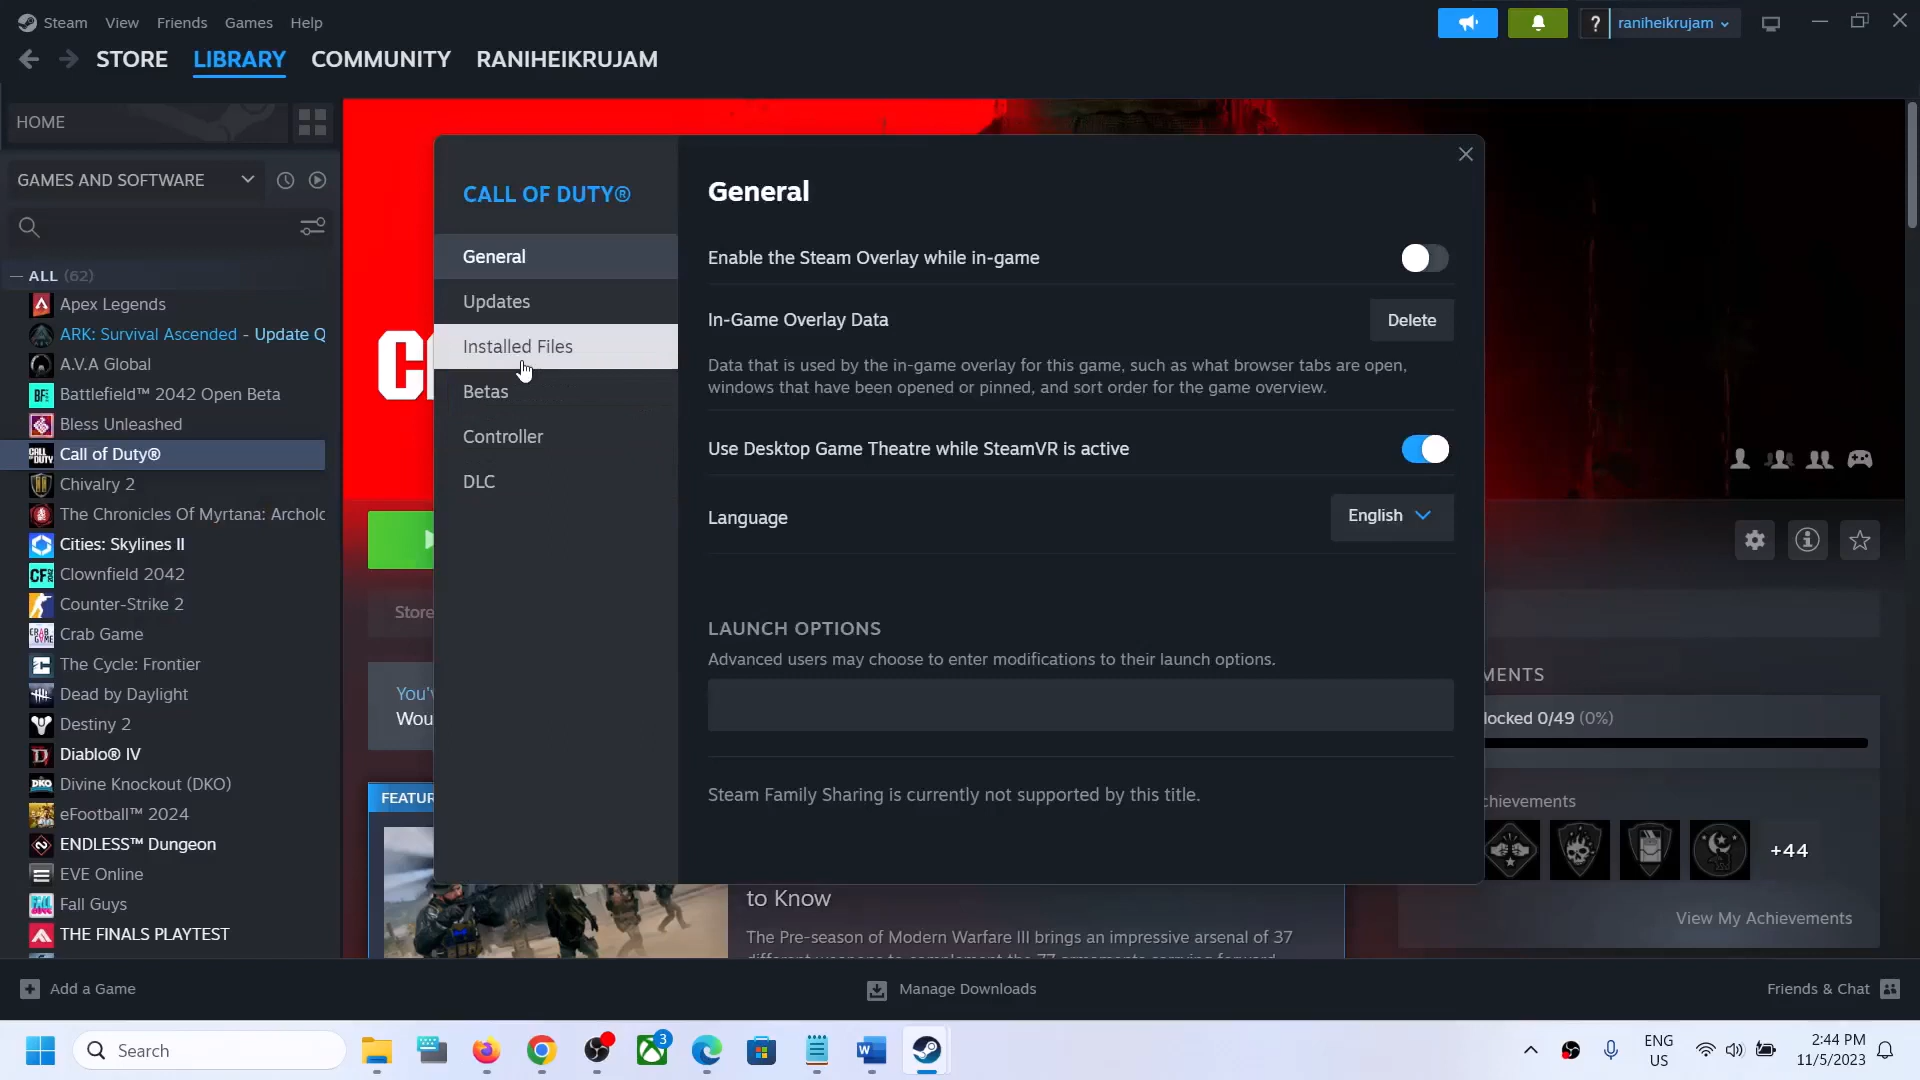 Steam View Friends Games Help
? raniheikrujam
STORE LIBRARY COMMUNITY RANIHEIKRUJAM
HOME
GAMES AND SOFTWARE
— ALL (62)
Apex Legends
ARK: Survival Ascended - Update Q
A.V.A Global
Battlefield™ 2042 Open Beta
Bless Unleashed
Call of Duty®
Chivalry 2
The Chronicles Of Myrtana: Archolo
Cities: Skylines II
Clownfield 2042
Counter-Strike 2
Crab Game
The Cycle: Frontier
Dead by Daylight
Destiny 2
Diablo® IV
Divine Knockout (DKO)
eFootball™ 2024
ENDLESS™ Dungeon
EVE Online
Fall Guys
THE FINALS PLAYTEST
CALL OF DUTY®
General
Updates
Installed Files
Betas
Controller
DLC
General
Enable the Steam Overlay while in-game
In-Game Overlay Data
Delete
Data that is used by the in-game overlay for this game, such as what browser tabs are open,
windows that have been opened or pinned, and sort order for the game overview.
Use Desktop Game Theatre while SteamVR is active
Language
English
LAUNCH OPTIONS
Advanced users may choose to enter modifications to their launch options.
Steam Family Sharing is currently not supported by this title.
Store
You'v
Wou
FEATUR
to Know
The Pre-season of Modern Warfare III brings an impressive arsenal of 37
MENTS
locked 0/49 (0%)
chievements
+44
View My Achievements
Add a Game
Manage Downloads
Friends & Chat
Search
3
ENG
US
2:44 PM
11/5/2023